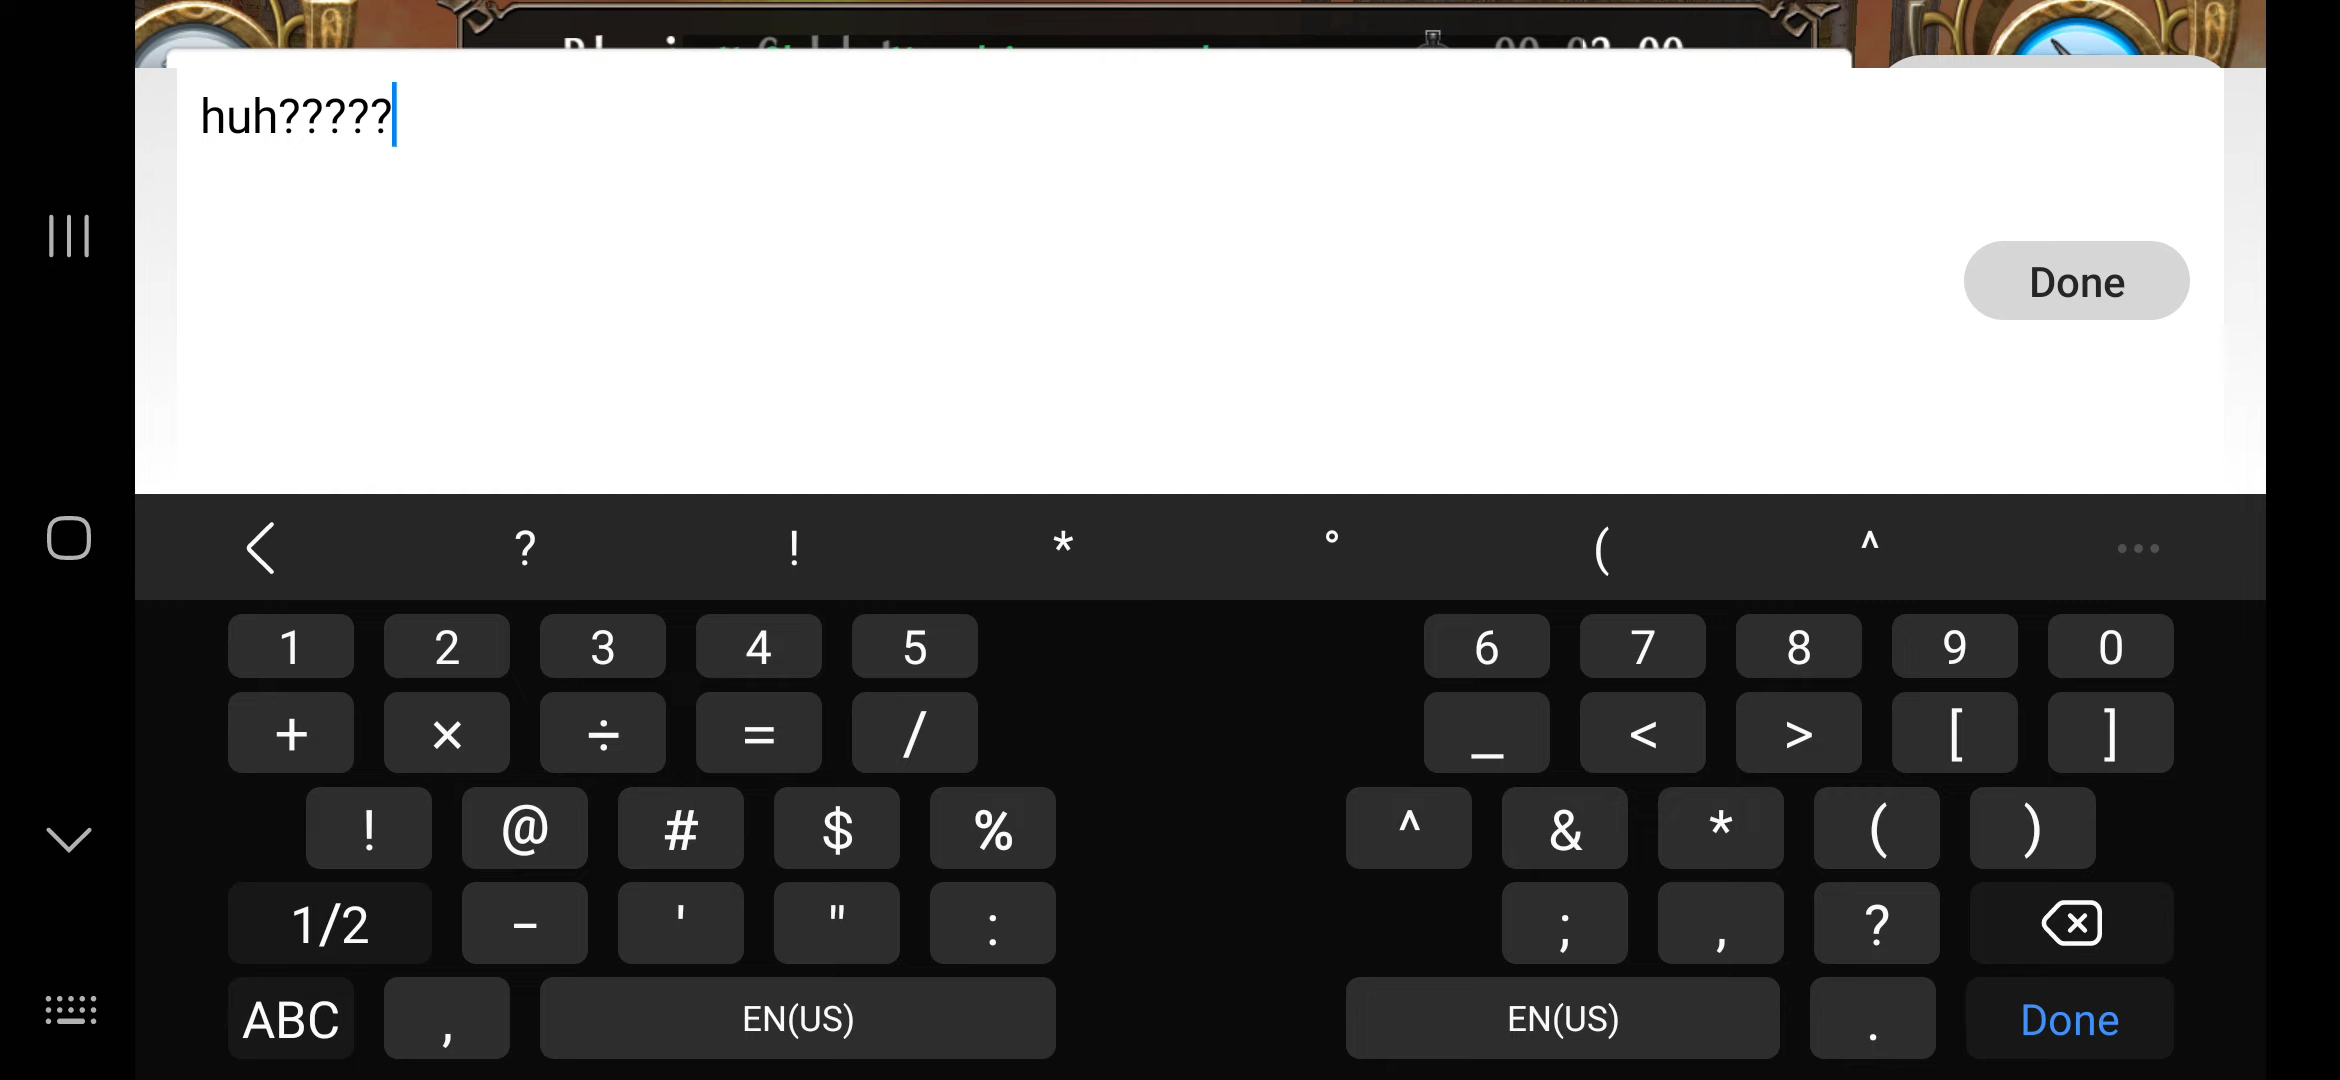 huh?????
Done
? ! * ° ( ^ ...
1 2 3 4 5 6 7 8 9 0
+ × ÷ = / _ < > [ ]
! @ # $ % ^ & * ( )
1/2 - ' " : ; , ?
ABC , EN(US) EN(US) . Done